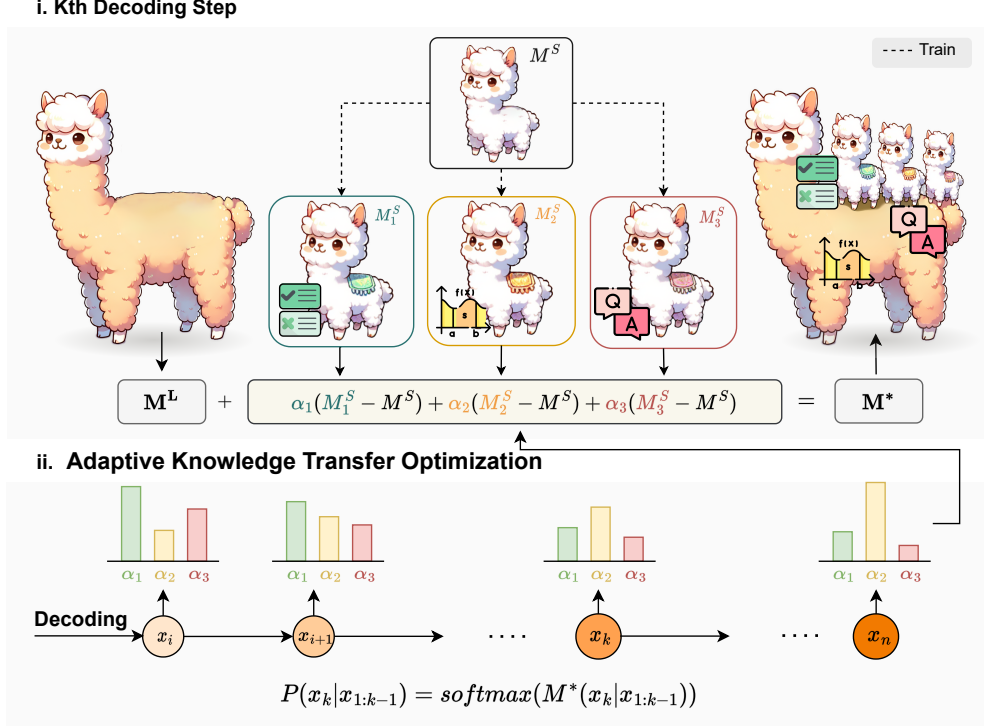 i. Kth Decoding Step
---- Train
M^S
M_1^S
M_2^S
M_3^S
f(x)
s
a b
Q
A
f(x)
s
a b
Q
A
M^L + α_1(M_1^S − M^S) + α_2(M_2^S − M^S) + α_3(M_3^S − M^S) = M^*
ii. Adaptive Knowledge Transfer Optimization
α_1 α_2 α_3
α_1 α_2 α_3
α_1 α_2 α_3
α_1 α_2 α_3
Decoding
x_i x_{i+1} .... x_k .... x_n
P(x_k|x_{1:k−1}) = softmax(M^*(x_k|x_{1:k−1}))